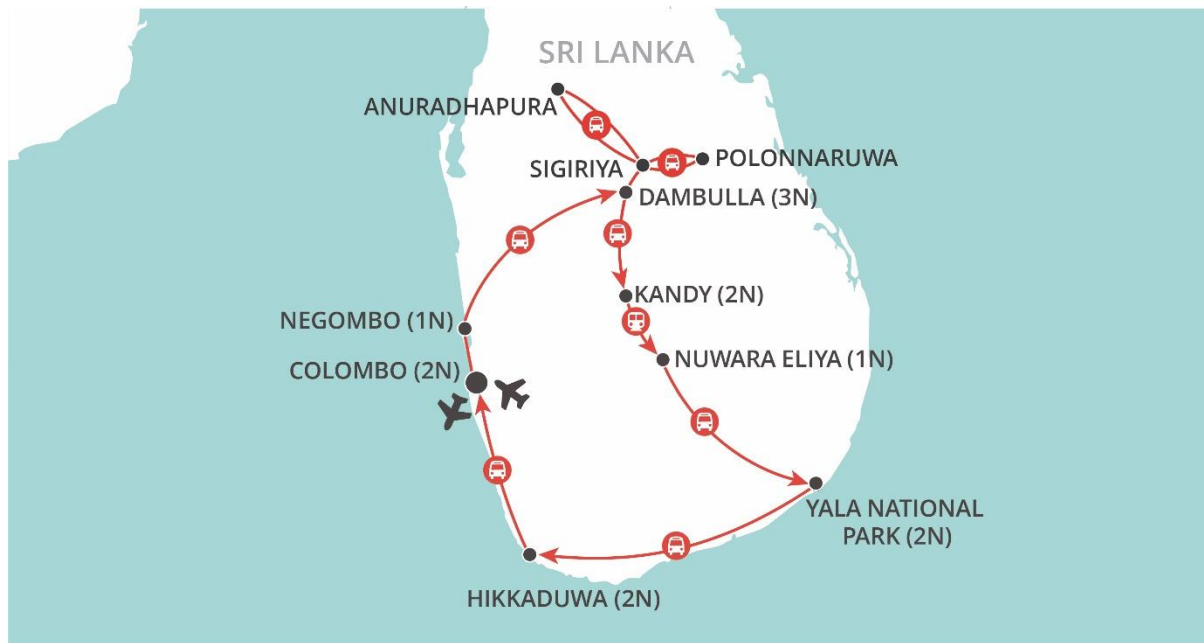 SRI LANKA
ANURADHAPURA
POLONNARUWA
SIGIRIYA
DAMBULLA (3N)
KANDY (2N)
NEGOMBO (1N)
NUWARA ELIYA (1N)
COLOMBO (2N)
YALA NATIONAL
PARK (2N)
HIKKADUWA (2N)